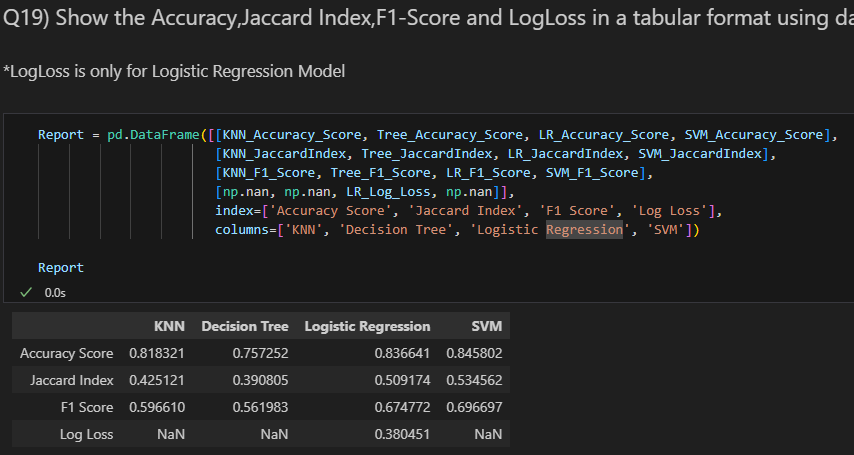 Q19) Show the Accuracy,Jaccard Index,F1-Score and LogLoss in a tabular format using
*LogLoss is only for Logistic Regression Model
Report = pd.DataFrame([[KNN_Accuracy_Score, Tree_Accuracy_Score, LR_Accuracy_Score, SVM_Accuracy_Score],
[KNN_JaccardIndex, Tree_JaccardIndex, LR_JaccardIndex, SVM_JaccardIndex],
[KNN_F1_Score, Tree_F1_Score, LR_F1_Score, SVM_F1_Score],
[np.nan, np.nan, LR_Log_Loss, np.nan]],
index=['Accuracy Score', 'Jaccard Index', 'F1 Score', 'Log Loss'],
columns=['KNN', 'Decision Tree', 'Logistic Regression', 'SVM'])
Report
0.0s
KNN Decision Tree Logistic Regression SVM
Accuracy Score 0.818321 0.757252 0.836641 0.845802
Jaccard Index 0.425121 0.390805 0.509174 0.534562
F1 Score 0.596610 0.561983 0.674772 0.696697
Log Loss NaN NaN 0.380451 NaN